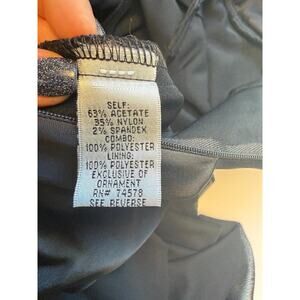 SELF:
63% ACETATE
35% NYLON
2% SPANDEX
COMBO:
100% POLYESTER
LINING:
100% POLYESTER
EXCLUSIVE OF
ORNAMENT
RN# 74578
SEE REVERSE